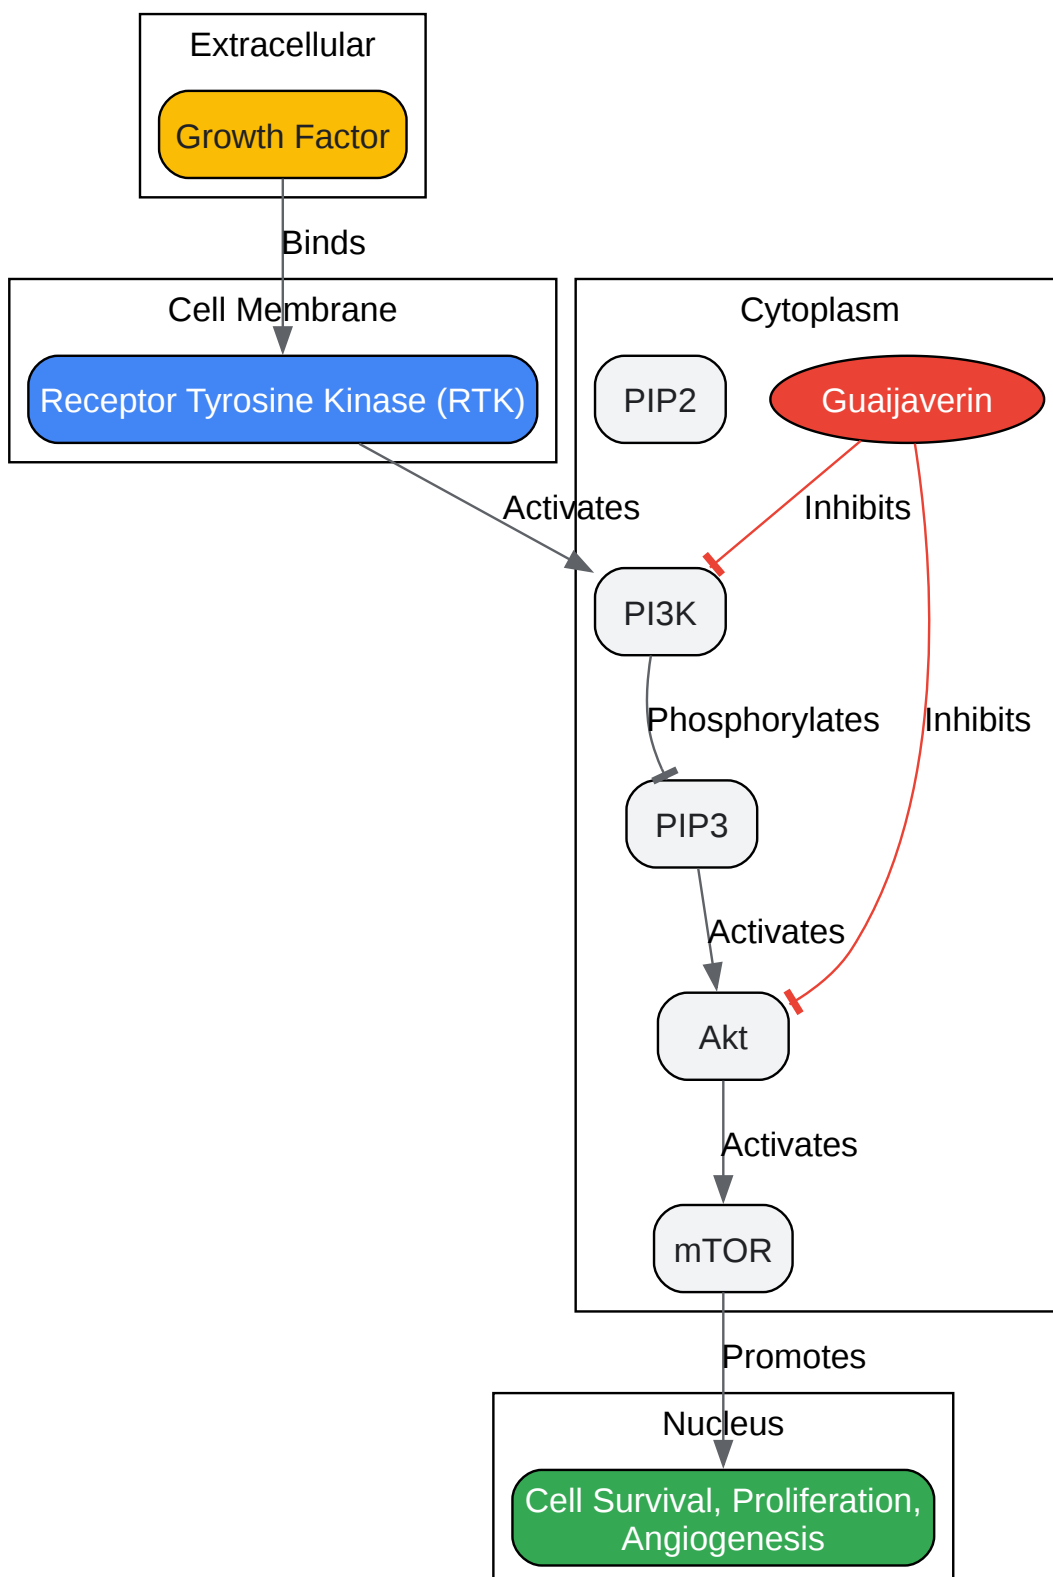 Extracellular
Growth Factor
Binds
Cell Membrane
Receptor Tyrosine Kinase (RTK)
Cytoplasm
PIP2
Guaijaverin
Activates
Inhibits
PI3K
Phosphorylates
Inhibits
PIP3
Activates
Akt
Activates
mTOR
Promotes
Nucleus
Cell Survival, Proliferation,
Angiogenesis